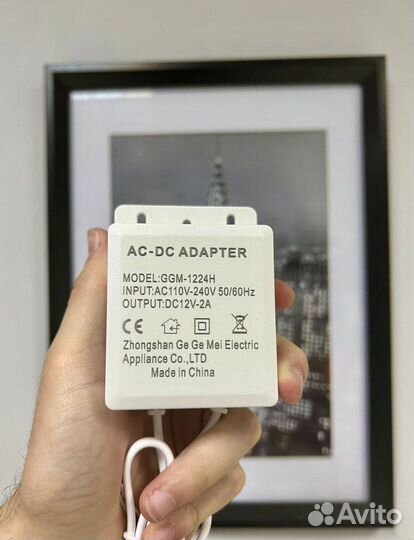 AC-DC ADAPTER
MODEL:GGM-1224H
INPUT:AC110V-240V 50/60Hz
OUTPUT:DC12V-2A
CE
Zhongshan Ge Ge Mei Electric
Appliance Co.,LTD
Made in China
Avito